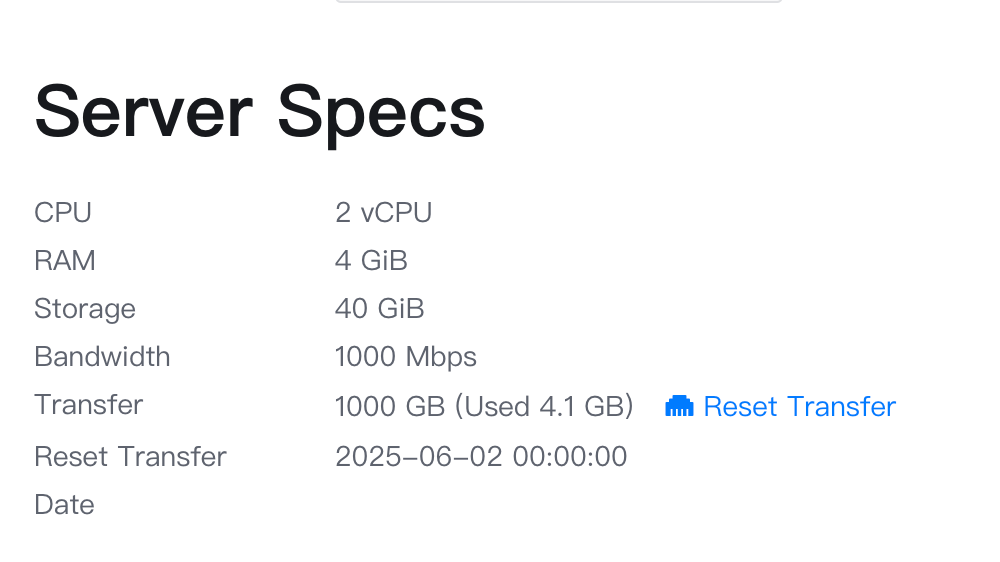 Server Specs
CPU 2 vCPU
RAM 4 GiB
Storage 40 GiB
Bandwidth 1000 Mbps
Transfer 1000 GB (Used 4.1 GB) Reset Transfer
Reset Transfer 2025–06–02 00:00:00
Date